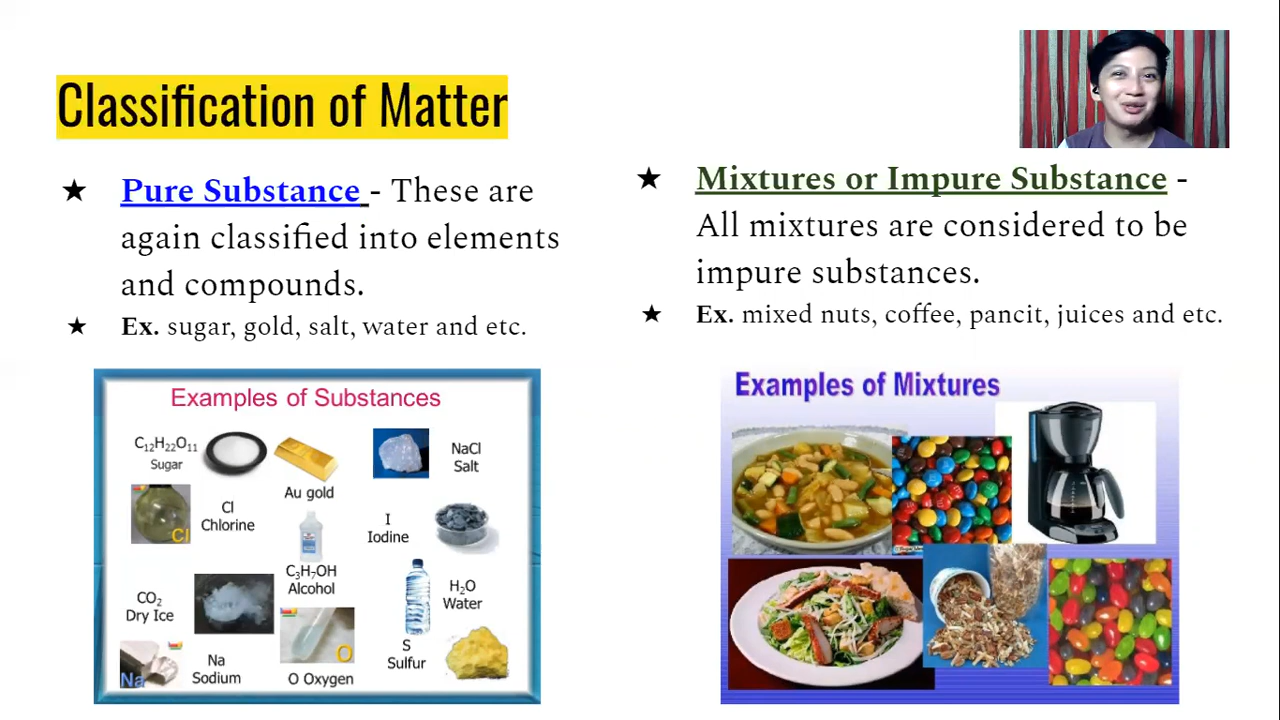 Classification of Matter
★ Pure Substance - These are
again classified into elements
and compounds.
★ Ex. sugar, gold, salt, water and etc.
★ Mixtures or Impure Substance -
All mixtures are considered to be
impure substances.
★ Ex. mixed nuts, coffee, pancit, juices and etc.
Examples of Substances
C₁₂H₂₂O₁₁
Sugar
Au gold
NaCl
Salt
Cl
Cl
Chlorine
C₃H₇OH
Alcohol
I
Iodine
CO₂
Dry Ice
H₂O
Water
Na
Na
Sodium
O
O Oxygen
S
Sulfur
Examples of Mixtures